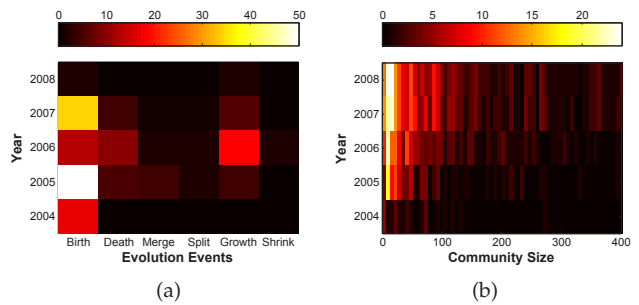 0 10 20 30 40 50
2008
2007
2006
2005
2004
Year
Birth Death Merge Split Growth Shrink
Evolution Events
(a)
0 5 10 15 20
2008
2007
2006
2005
2004
Year
0 100 200 300 400
Community Size
(b)